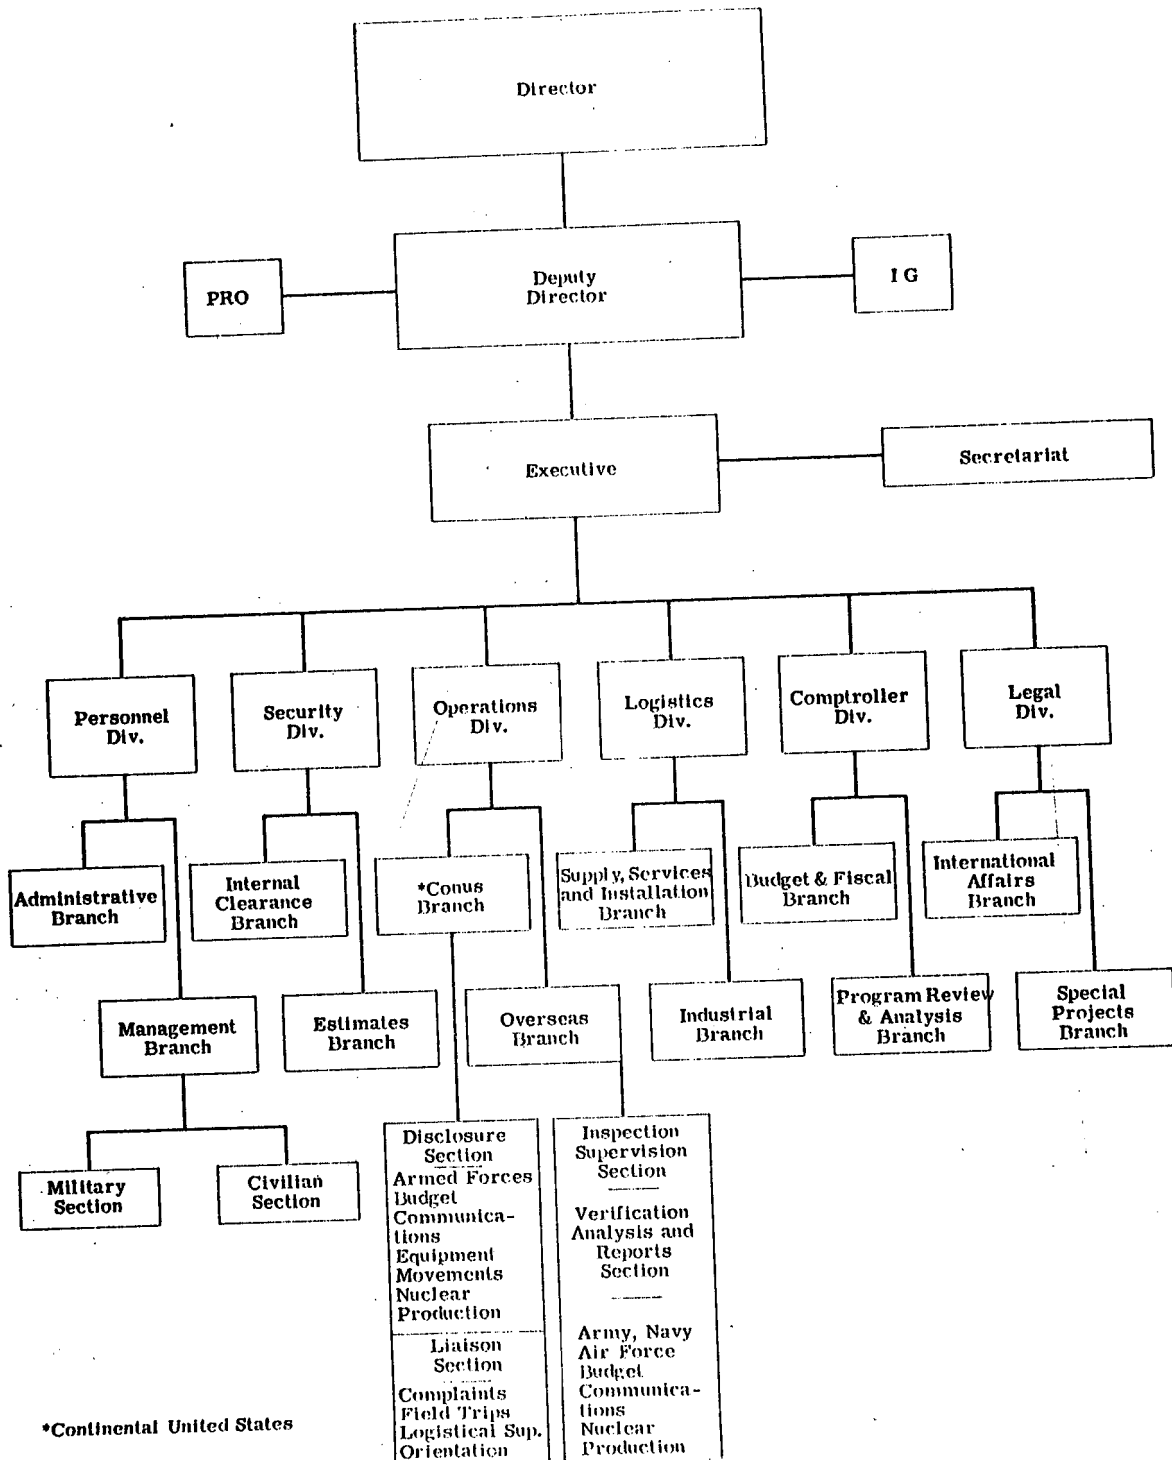 Director
PRO
Deputy
Director
I G
Executive
Secretariat
Personnel
Div.
Security
Div.
Operations
Div.
Logistics
Div.
Comptroller
Div.
Legal
Div.
Administrative
Branch
Internal
Clearance
Branch
*Conus
Branch
Supply, Services
and Installation
Branch
Budget & Fiscal
Branch
International
Affairs
Branch
Management
Branch
Estimates
Branch
Overseas
Branch
Industrial
Branch
Program Review
& Analysis
Branch
Special
Projects
Branch
Military
Section
Civilian
Section
Disclosure
Section
Armed Forces
Budget
Communica-
tions
Equipment
Movements
Nuclear
Production
Liaison
Section
Complaints
Field Trips
Logistical Sup.
Orientation
Inspection
Supervision
Section
Verification
Analysis and
Reports
Section
Army, Navy
Air Force
Budget
Communica-
tions
Nuclear
Production
*Continental United States